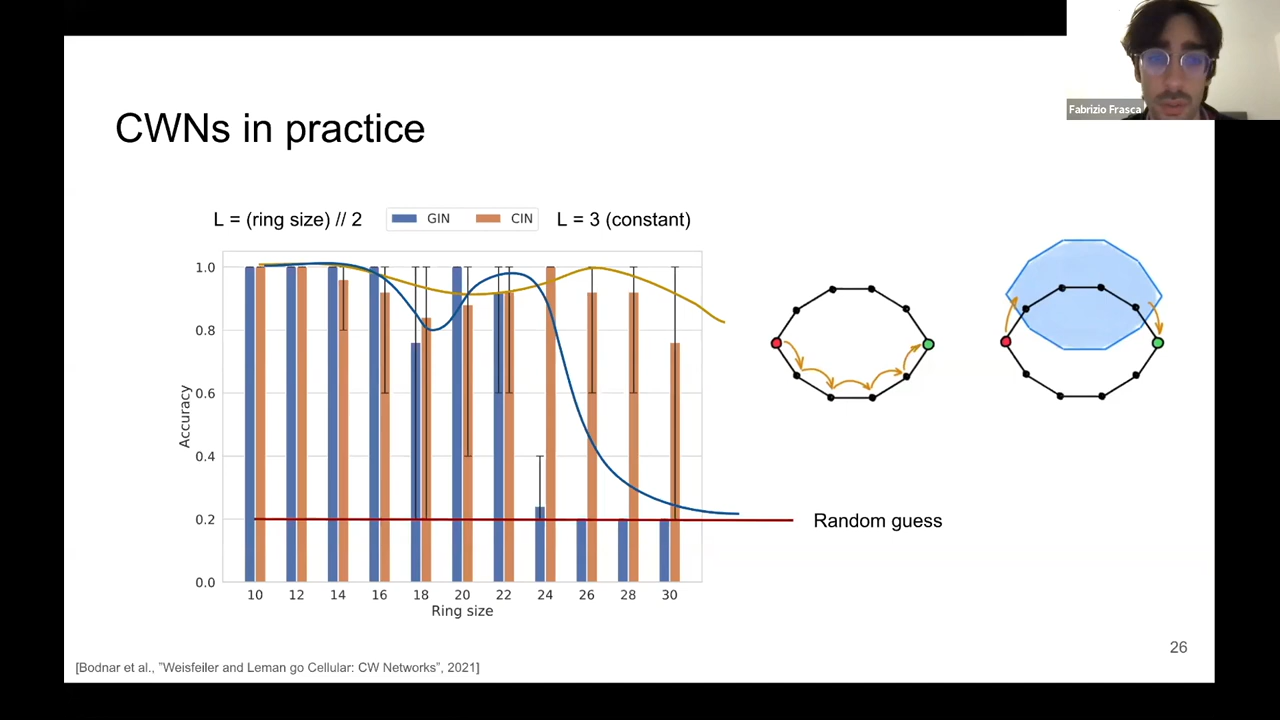 Fabrizio Frasca
CWNs in practice
L = (ring size) // 2
GIN
CIN
L = 3 (constant)
1.0
0.8
0.6
0.4
0.2
0.0
Accuracy
10 12 14 16 18 20 22 24 26 28 30
Ring size
Random guess
26
[Bodnar et al., "Weisfeiler and Leman go Cellular: CW Networks", 2021]